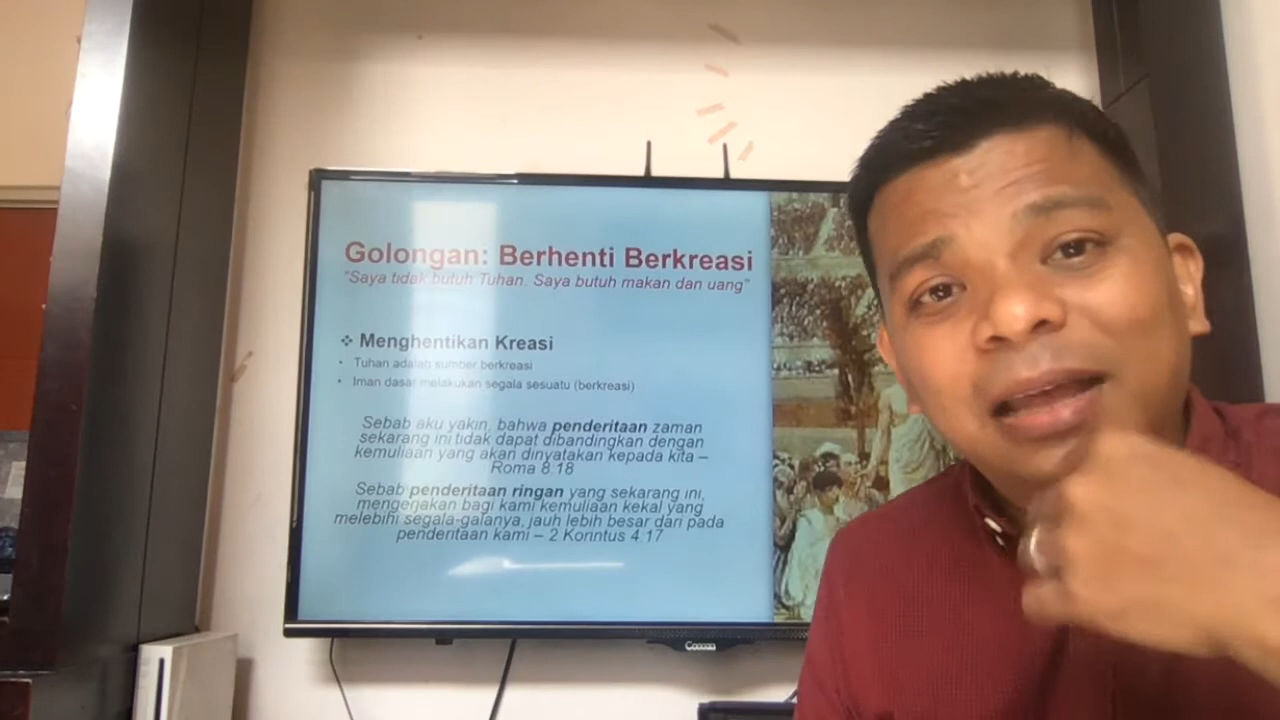 Golongan: Berhenti Berkreasi
"Saya tidak butuh Tuhan. Saya butuh makan dan uang"
❖ Menghentikan Kreasi
• Tuhan adalah sumber berkreasi
• Iman dasar melakukan segala sesuatu (berkreasi)
Sebab aku yakin, bahwa penderitaan zaman
sekarang ini tidak dapat dibandingkan dengan
kemuliaan yang akan dinyatakan kepada kita –
Roma 8:18
Sebab penderitaan ringan yang sekarang ini,
mengerjakan bagi kami kemuliaan kekal yang
melebihi segala-galanya, jauh lebih besar dari pada
penderitaan kami – 2 Korintus 4:17
Coocaa